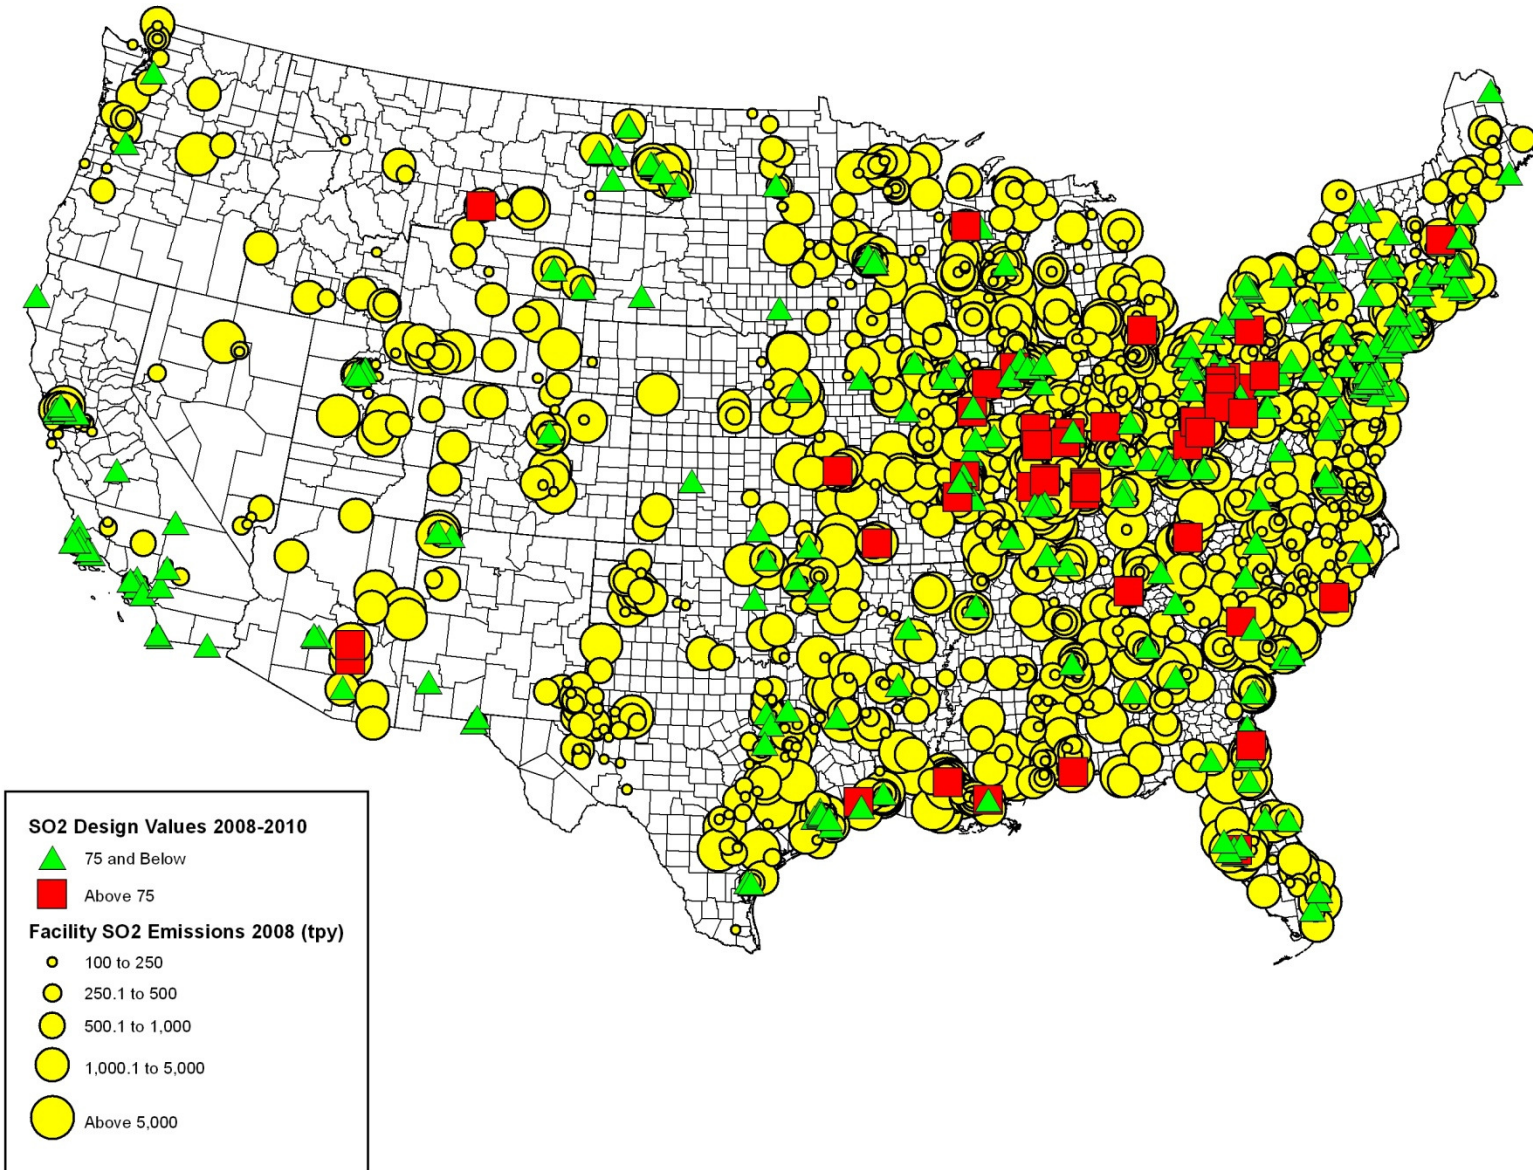 SO2 Design Values 2008-2010
75 and Below
Above 75
Facility SO2 Emissions 2008 (tpy)
100 to 250
250.1 to 500
500.1 to 1,000
1,000.1 to 5,000
Above 5,000